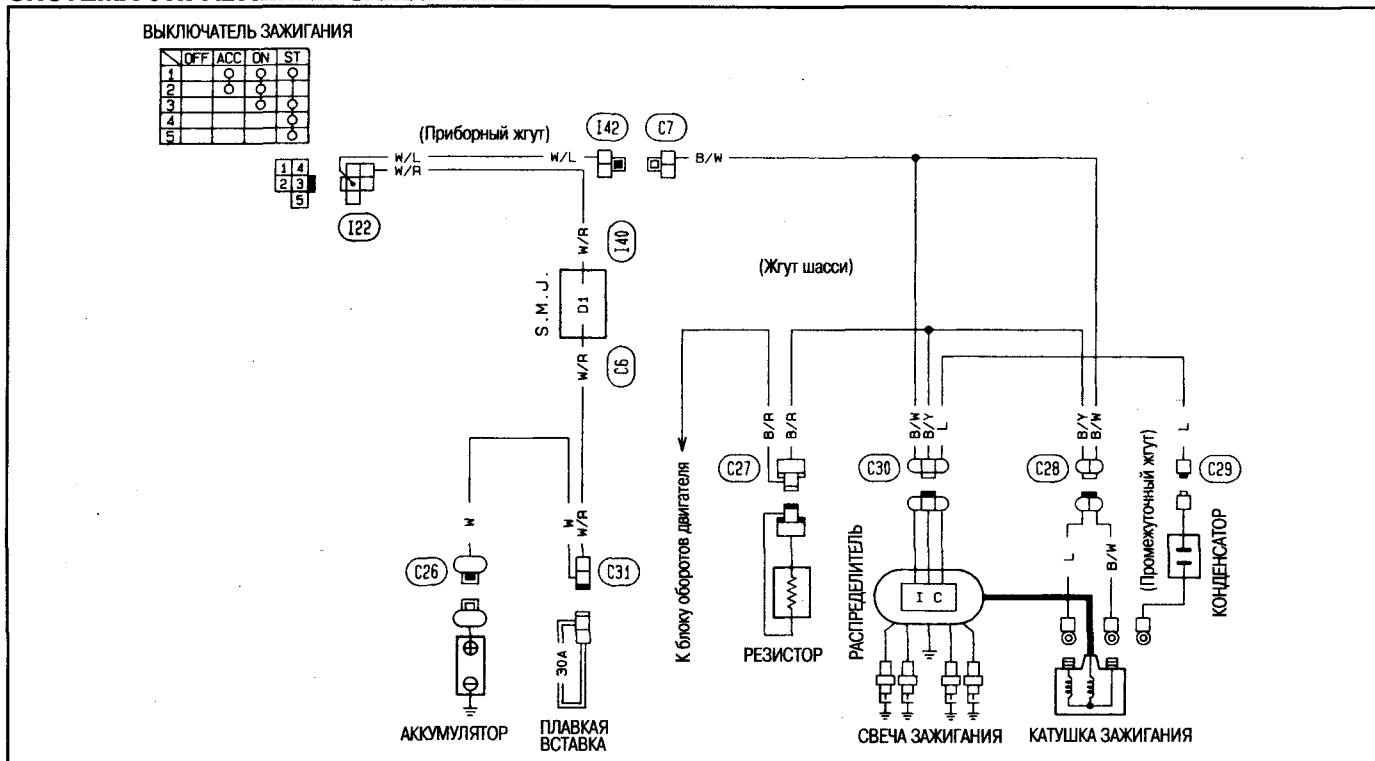 ВЫКЛЮЧАТЕЛЬ ЗАЖИГАНИЯ
OFF ACC ON ST
1
2
3
4
5
(Приборный жгут)
I42
C7
W/L
W/L
B/W
W/R
1 4
2 3
5
I22
W/R
I40
(Жгут шасси)
S.M.J.
D1
W/R
C6
B/R
B/R
B/W
B/Y
L
B/Y
B/W
L
К блоку оборотов двигателя
C27
C30
C28
C29
(Промежуточный жгут)
W
W
W/R
C26
C31
L
B/W
РАСПРЕДЕЛИТЕЛЬ
I C
КОНДЕНСАТОР
30A
РЕЗИСТОР
АККУМУЛЯТОР
ПЛАВКАЯ
ВСТАВКА
СВЕЧА ЗАЖИГАНИЯ
КАТУШКА ЗАЖИГАНИЯ